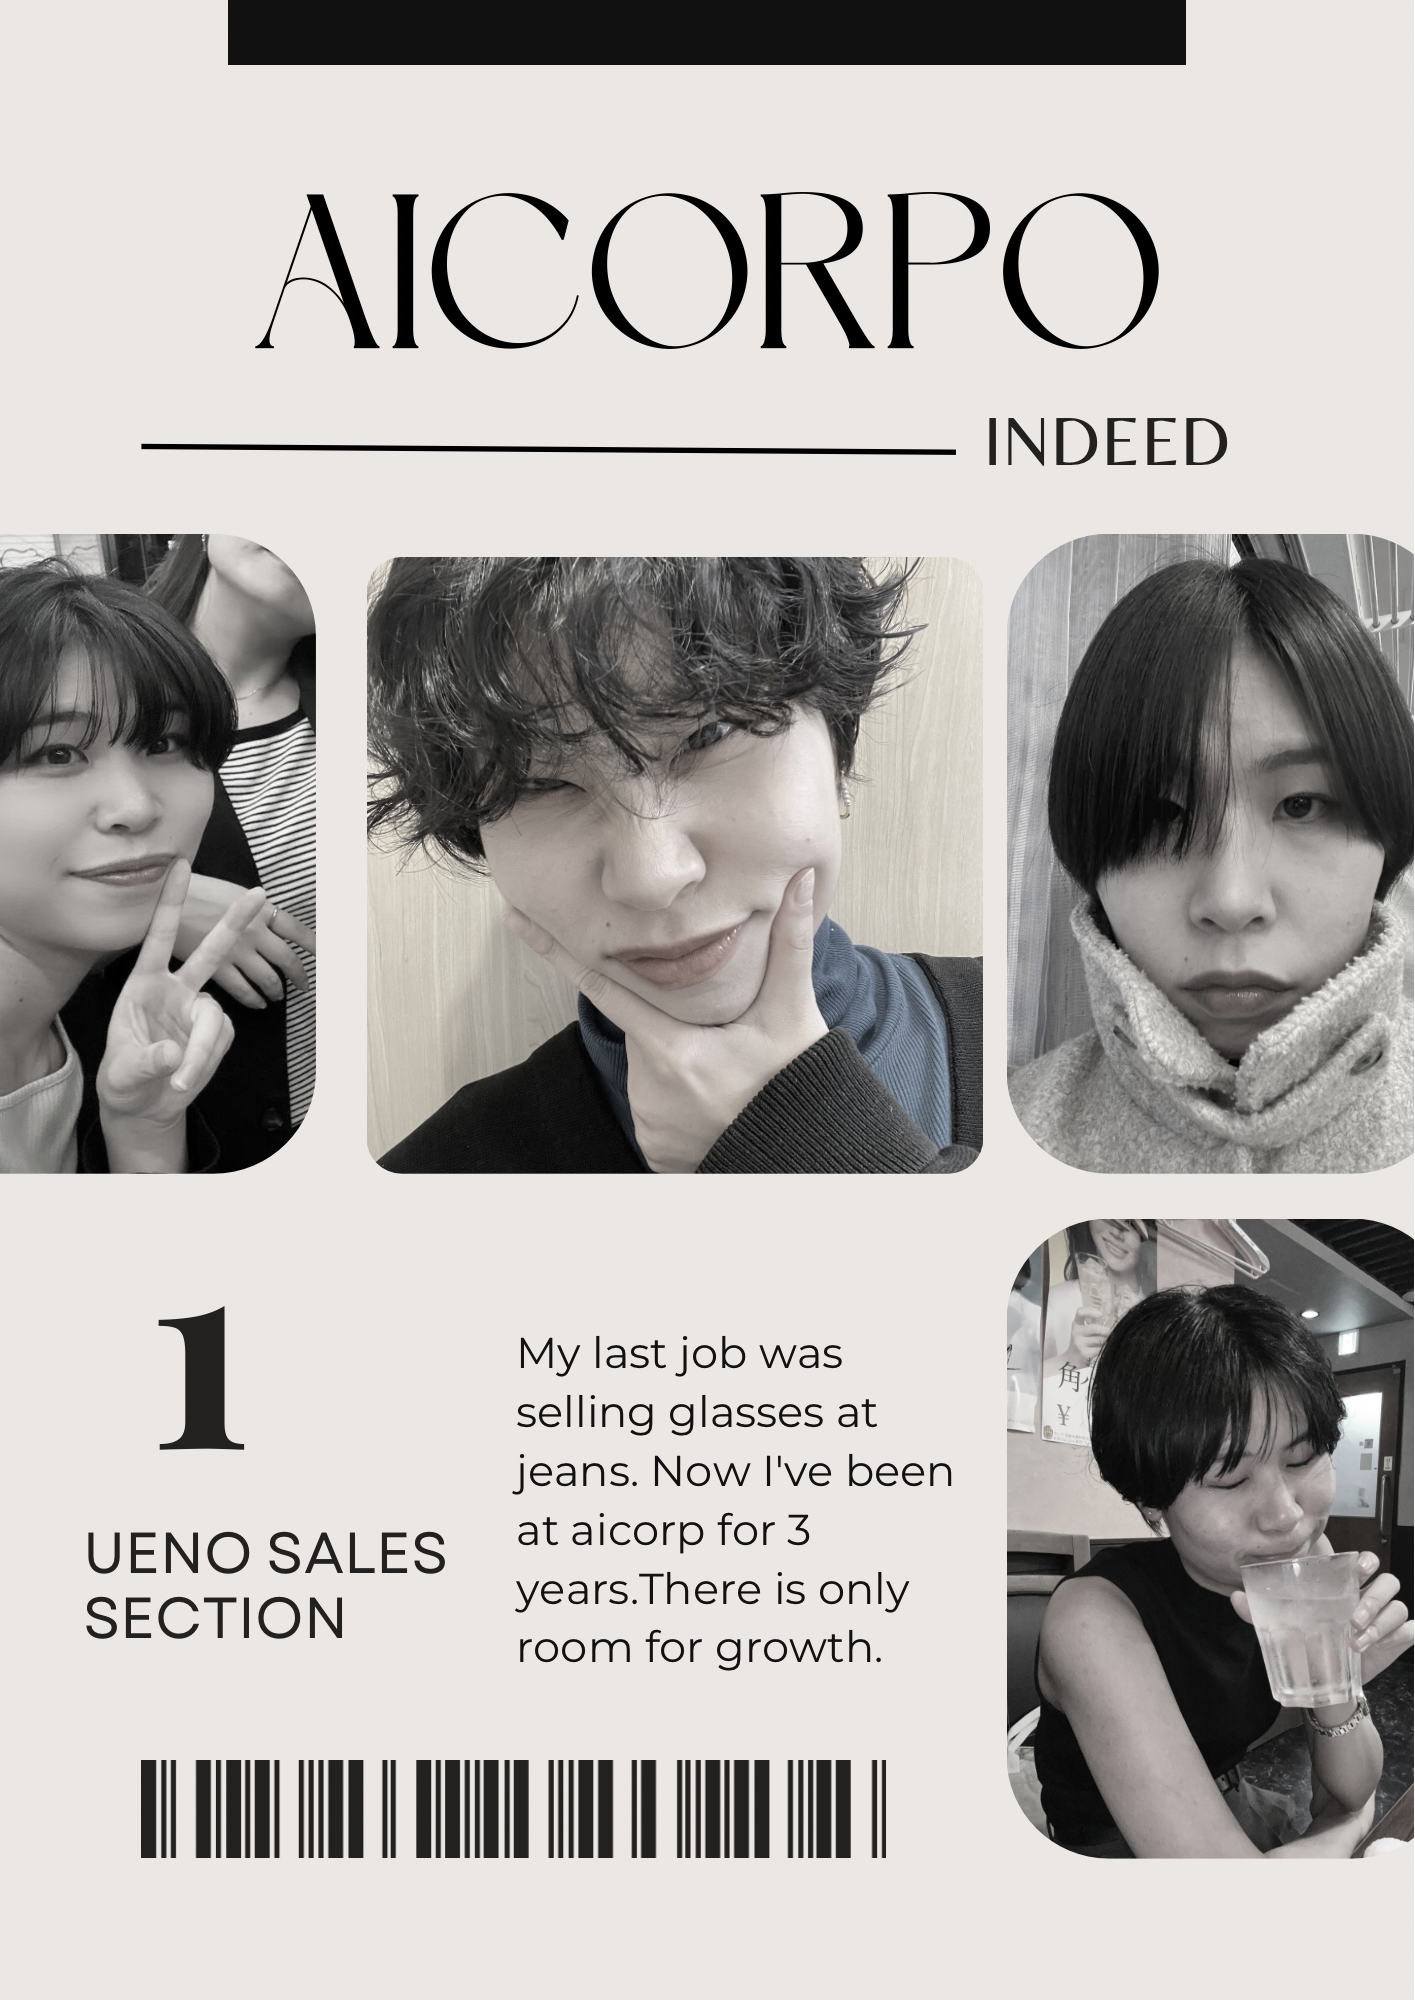 AICORPO
INDEED
1
UENO SALES
SECTION
My last job was
selling glasses at
jeans. Now I've been
at aicorp for 3
years.There is only
room for growth.
角
¥